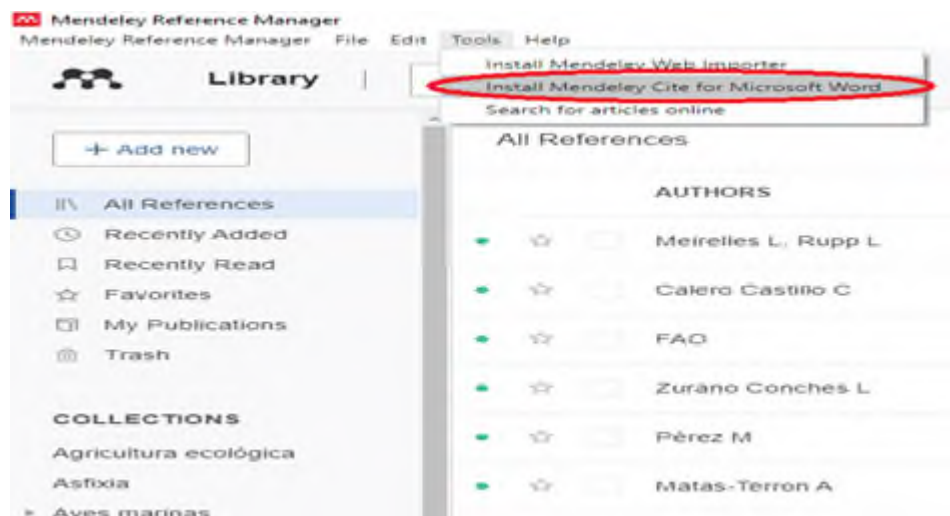 Mendeley Reference Manager
Mendeley Reference Manager File Edit Tools Help
Install Mendeley Web Importer
Install Mendeley Cite for Microsoft Word
Search for articles online
Library
+ Add new
All References
Recently Added
Recently Read
Favorites
My Publications
Trash
COLLECTIONS
Agricultura ecológica
Asfixia
Aves marinas
All References
AUTHORS
Meirelles L, Rupp L
Calero Castillo C
FAO
Zurano Conches L
Pérez M
Matas-Terron A